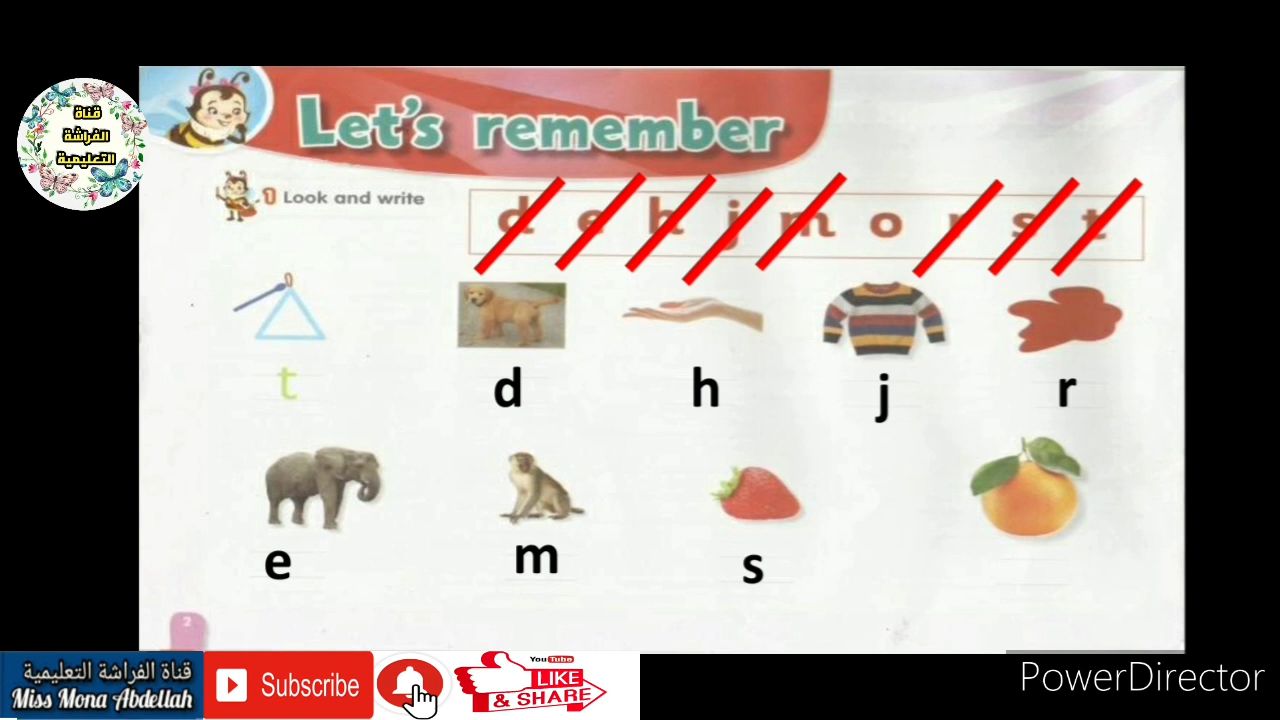 قناة
الفراشة
التعليمية
Let's remember
1 Look and write
d e h j m o r s t
t d h j r
e m s
2
قناة الفراشة التعليمية
Miss Mona Abdellah
Subscribe
YouTube
LIKE
& SHARE
PowerDirector